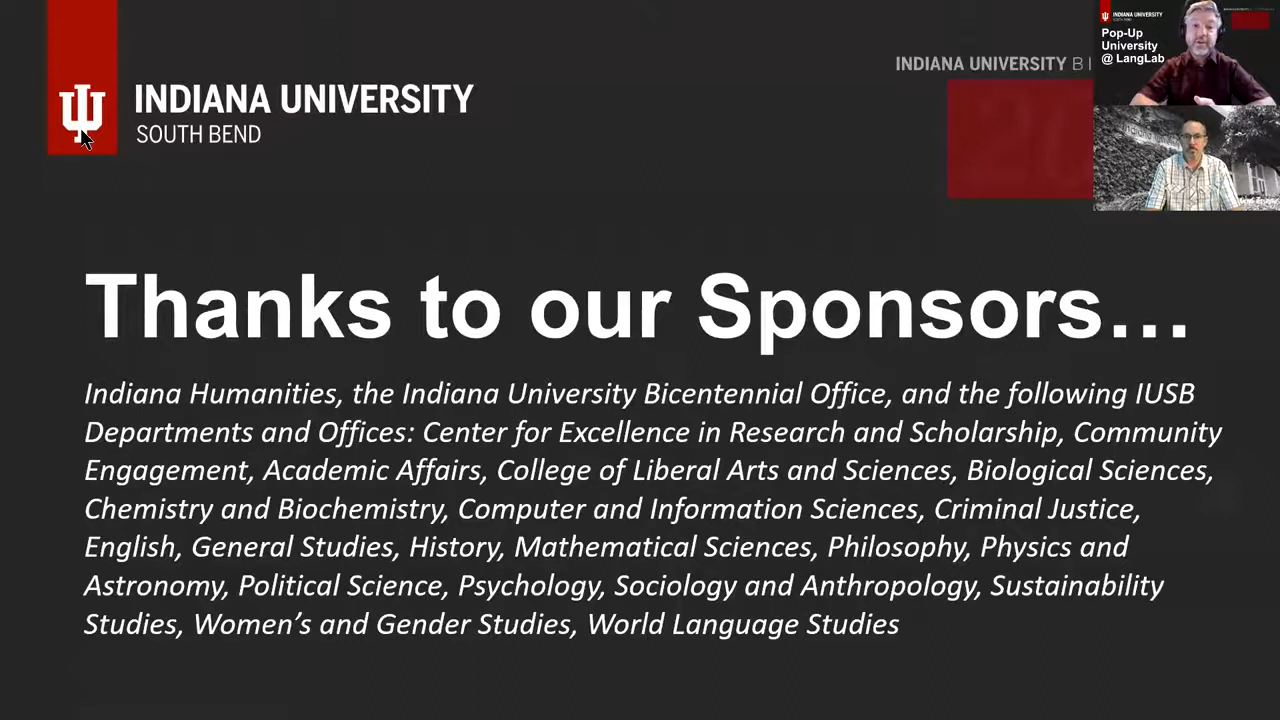 INDIANA UNIVERSITY
SOUTH BEND
INDIANA UNIVERSITY B
INDIANA UNIVERSITY
Pop-Up
University
@ LangLab
Thanks to our Sponsors...
Indiana Humanities, the Indiana University Bicentennial Office, and the following IUSB
Departments and Offices: Center for Excellence in Research and Scholarship, Community
Engagement, Academic Affairs, College of Liberal Arts and Sciences, Biological Sciences,
Chemistry and Biochemistry, Computer and Information Sciences, Criminal Justice,
English, General Studies, History, Mathematical Sciences, Philosophy, Physics and
Astronomy, Political Science, Psychology, Sociology and Anthropology, Sustainability
Studies, Women’s and Gender Studies, World Language Studies